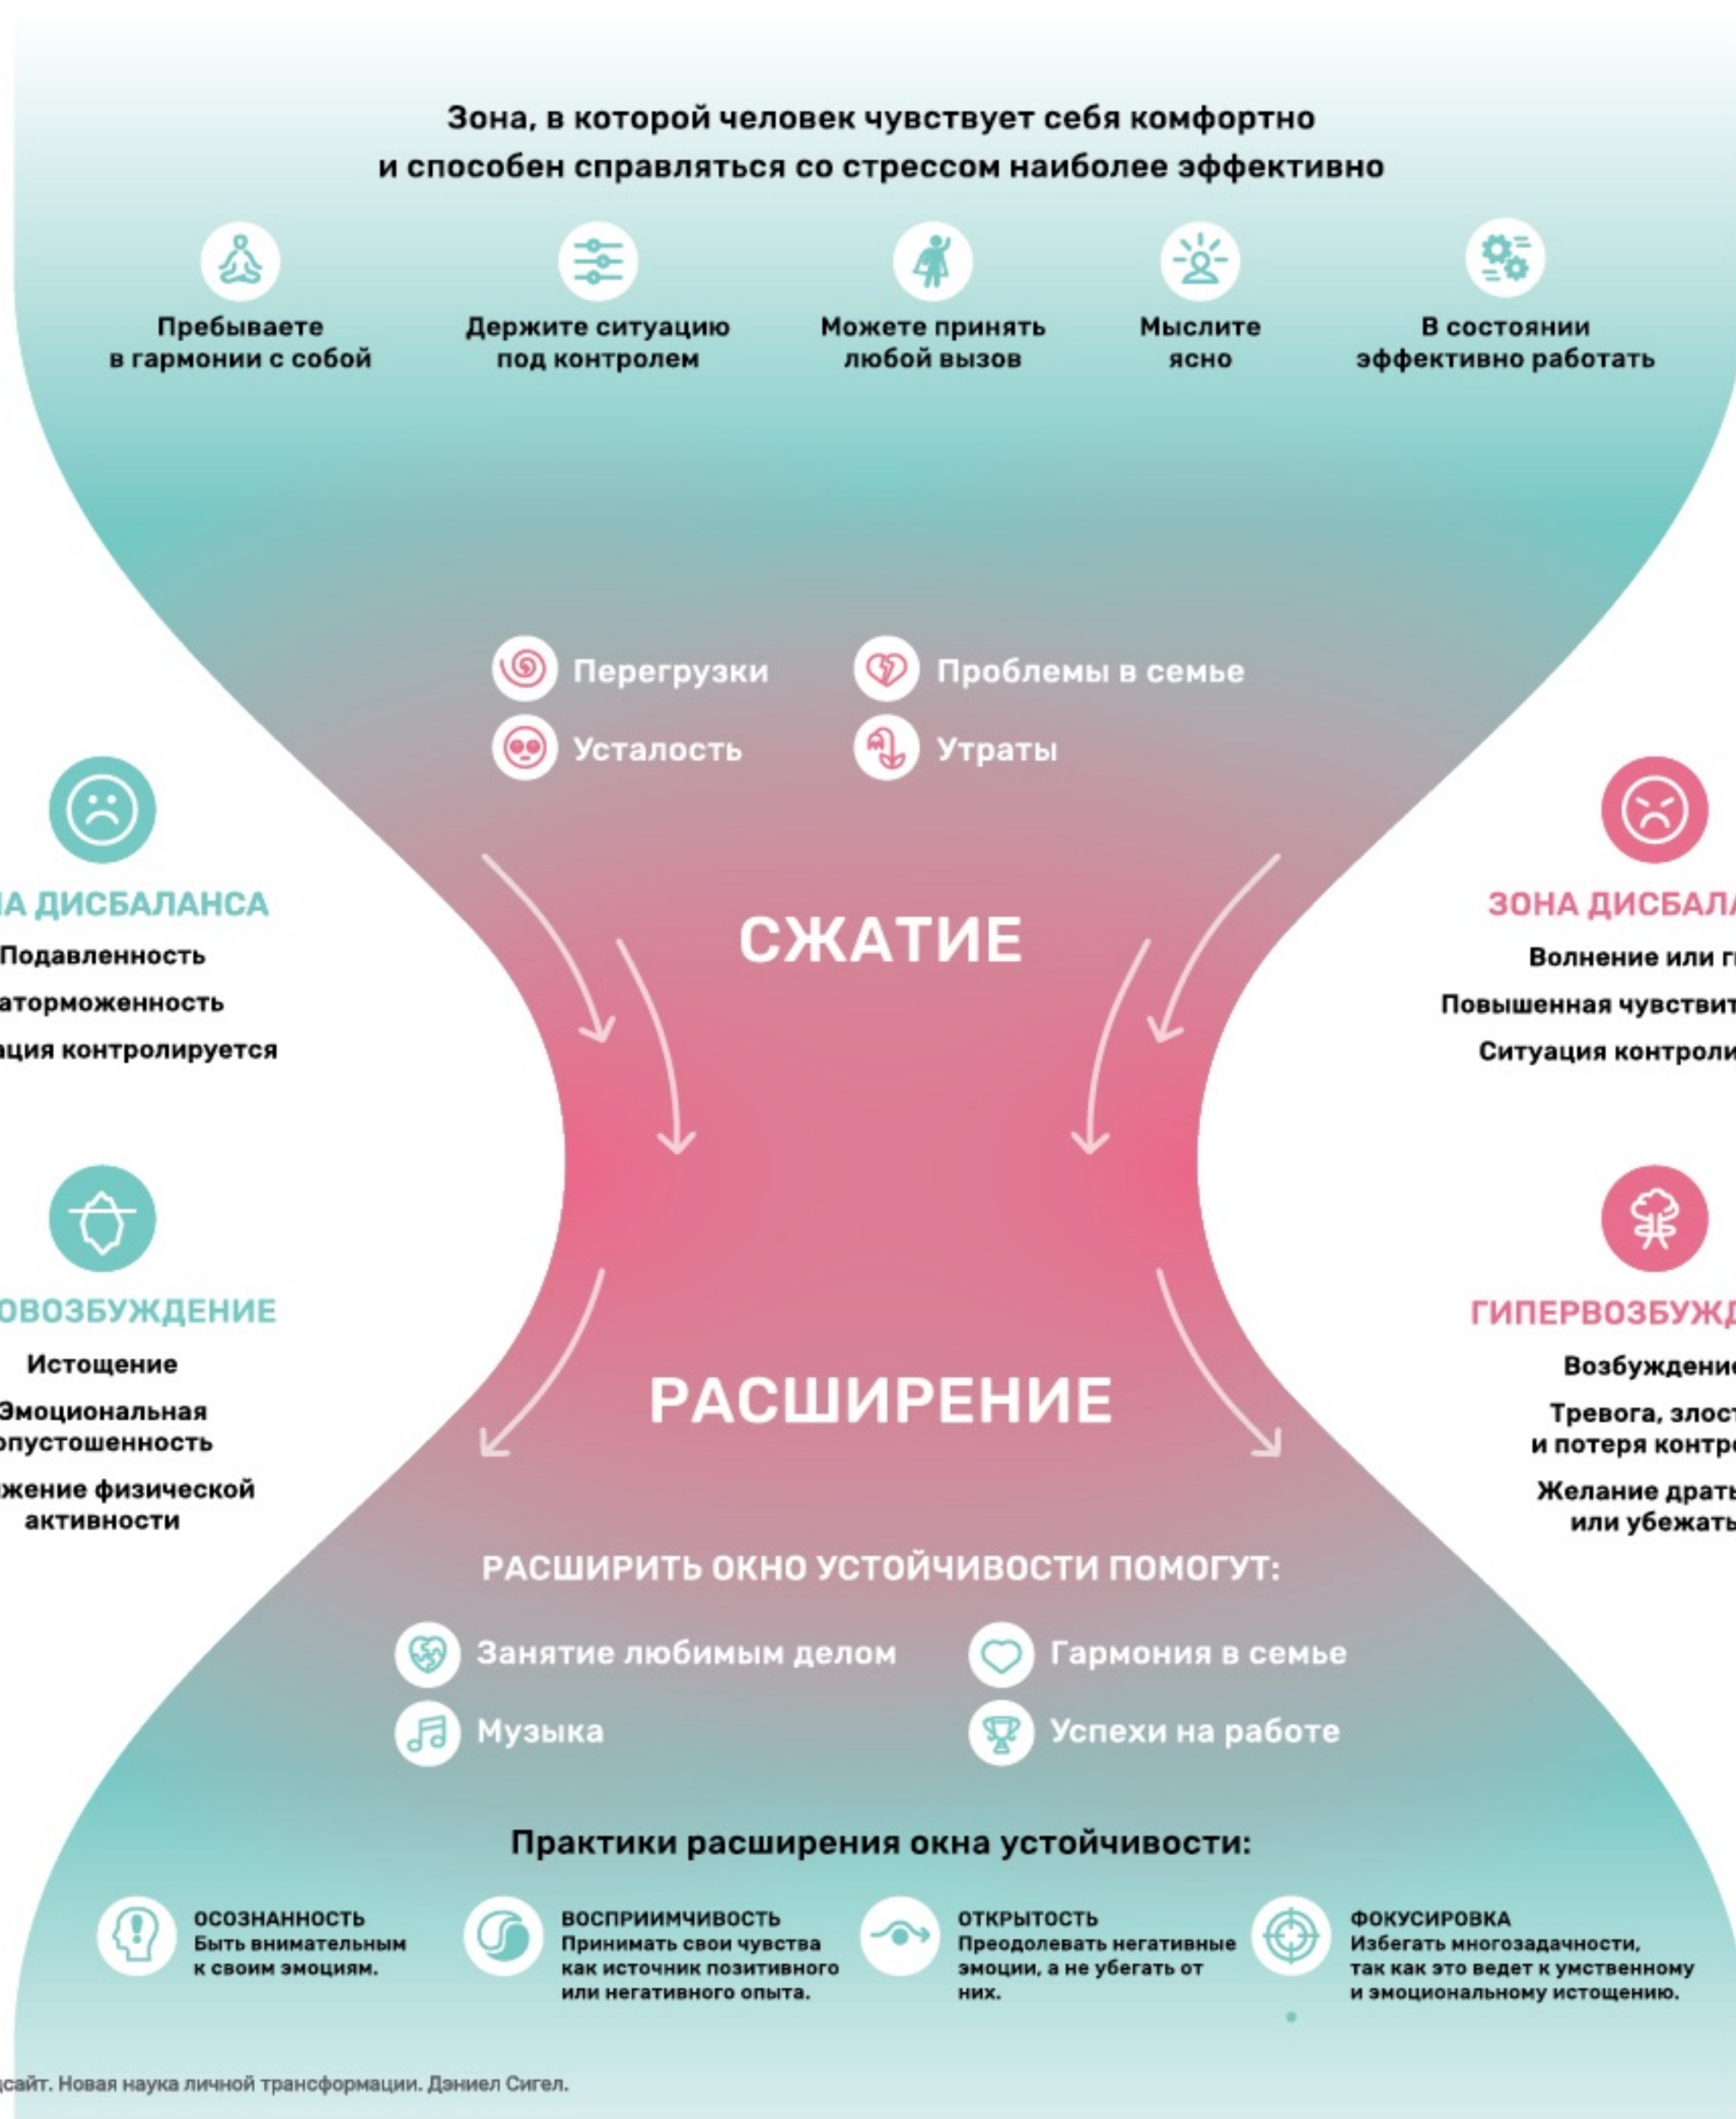 Зона, в которой человек чувствует себя комфортно
и способен справляться со стрессом наиболее эффективно
Пребываете
в гармонии с собой
Держите ситуацию
под контролем
Можете принять
любой вызов
Мыслите
ясно
В состоянии
эффективно работать
Перегрузки
Проблемы в семье
Усталость
Утраты
СЖАТИЕ
ДИСБАЛАНСА
Подавленность
контролируется
ЗОНА
Волнение или
Повышенная
Ситуация
Истощение
Эмоциональная
физической
активности
Возбуждение
Тревога,
и потеря
Желание
или убежать
РАСШИРЕНИЕ
РАСШИРИТЬ ОКНО УСТОЙЧИВОСТИ ПОМОГУТ:
Занятие любимым делом
Гармония в семье
Музыка
Успехи на работе
Практики расширения окна устойчивости:
ОСОЗНАННОСТЬ
Быть внимательным
к своим эмоциям.
ВОСПРИИМЧИВОСТЬ
Принимать свои чувства
как источник позитивного
или негативного опыта.
ОТКРЫТОСТЬ
Преодолевать негативные
эмоции, а не убегать от
них.
ФОКУСИРОВКА
Избегать многозадачности,
так как это ведет к умственному
и эмоциональному истощению.
Новая наука личной трансформации. Дэниел Сигел.